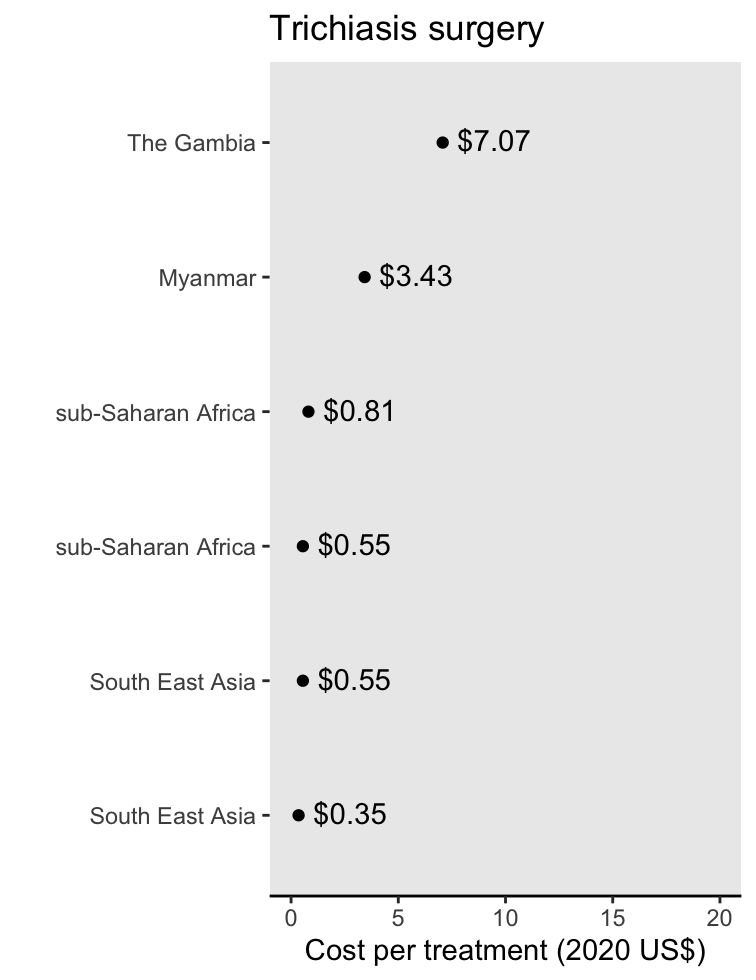 Trichiasis surgery
The Gambia $7.07
Myanmar $3.43
sub-Saharan Africa $0.81
sub-Saharan Africa $0.55
South East Asia $0.55
South East Asia $0.35
0 5 10 15 20
Cost per treatment (2020 US$)